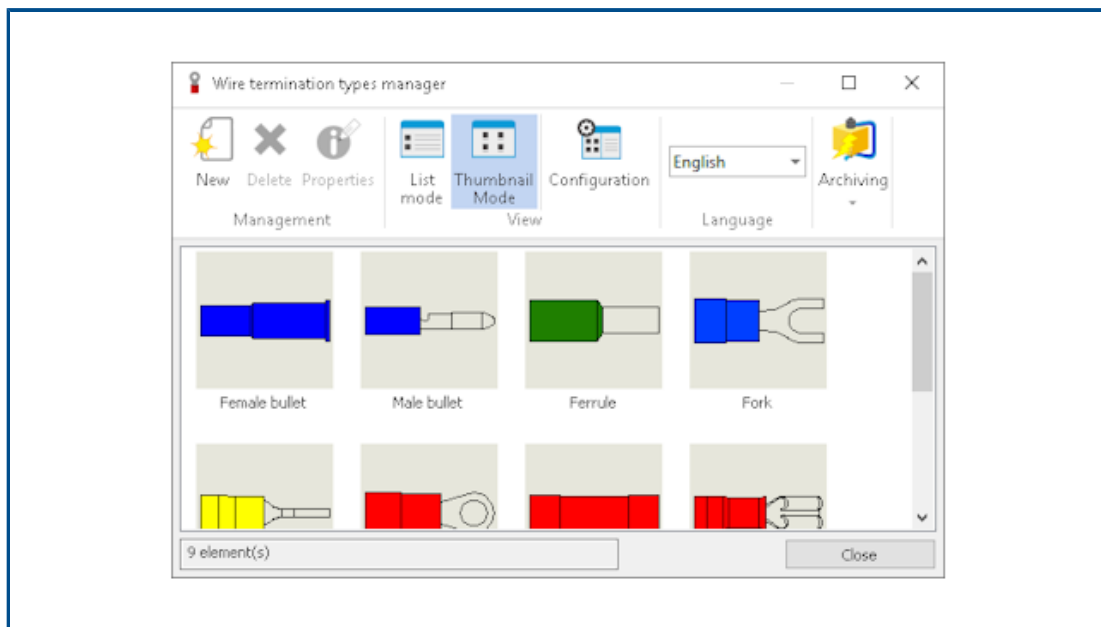 Wire termination types manager
New
Delete
Properties
List
mode
Thumbnail
Mode
Configuration
English
Archiving
Management
View
Language
Female bullet
Male bullet
Ferrule
Fork
9 element(s)
Close